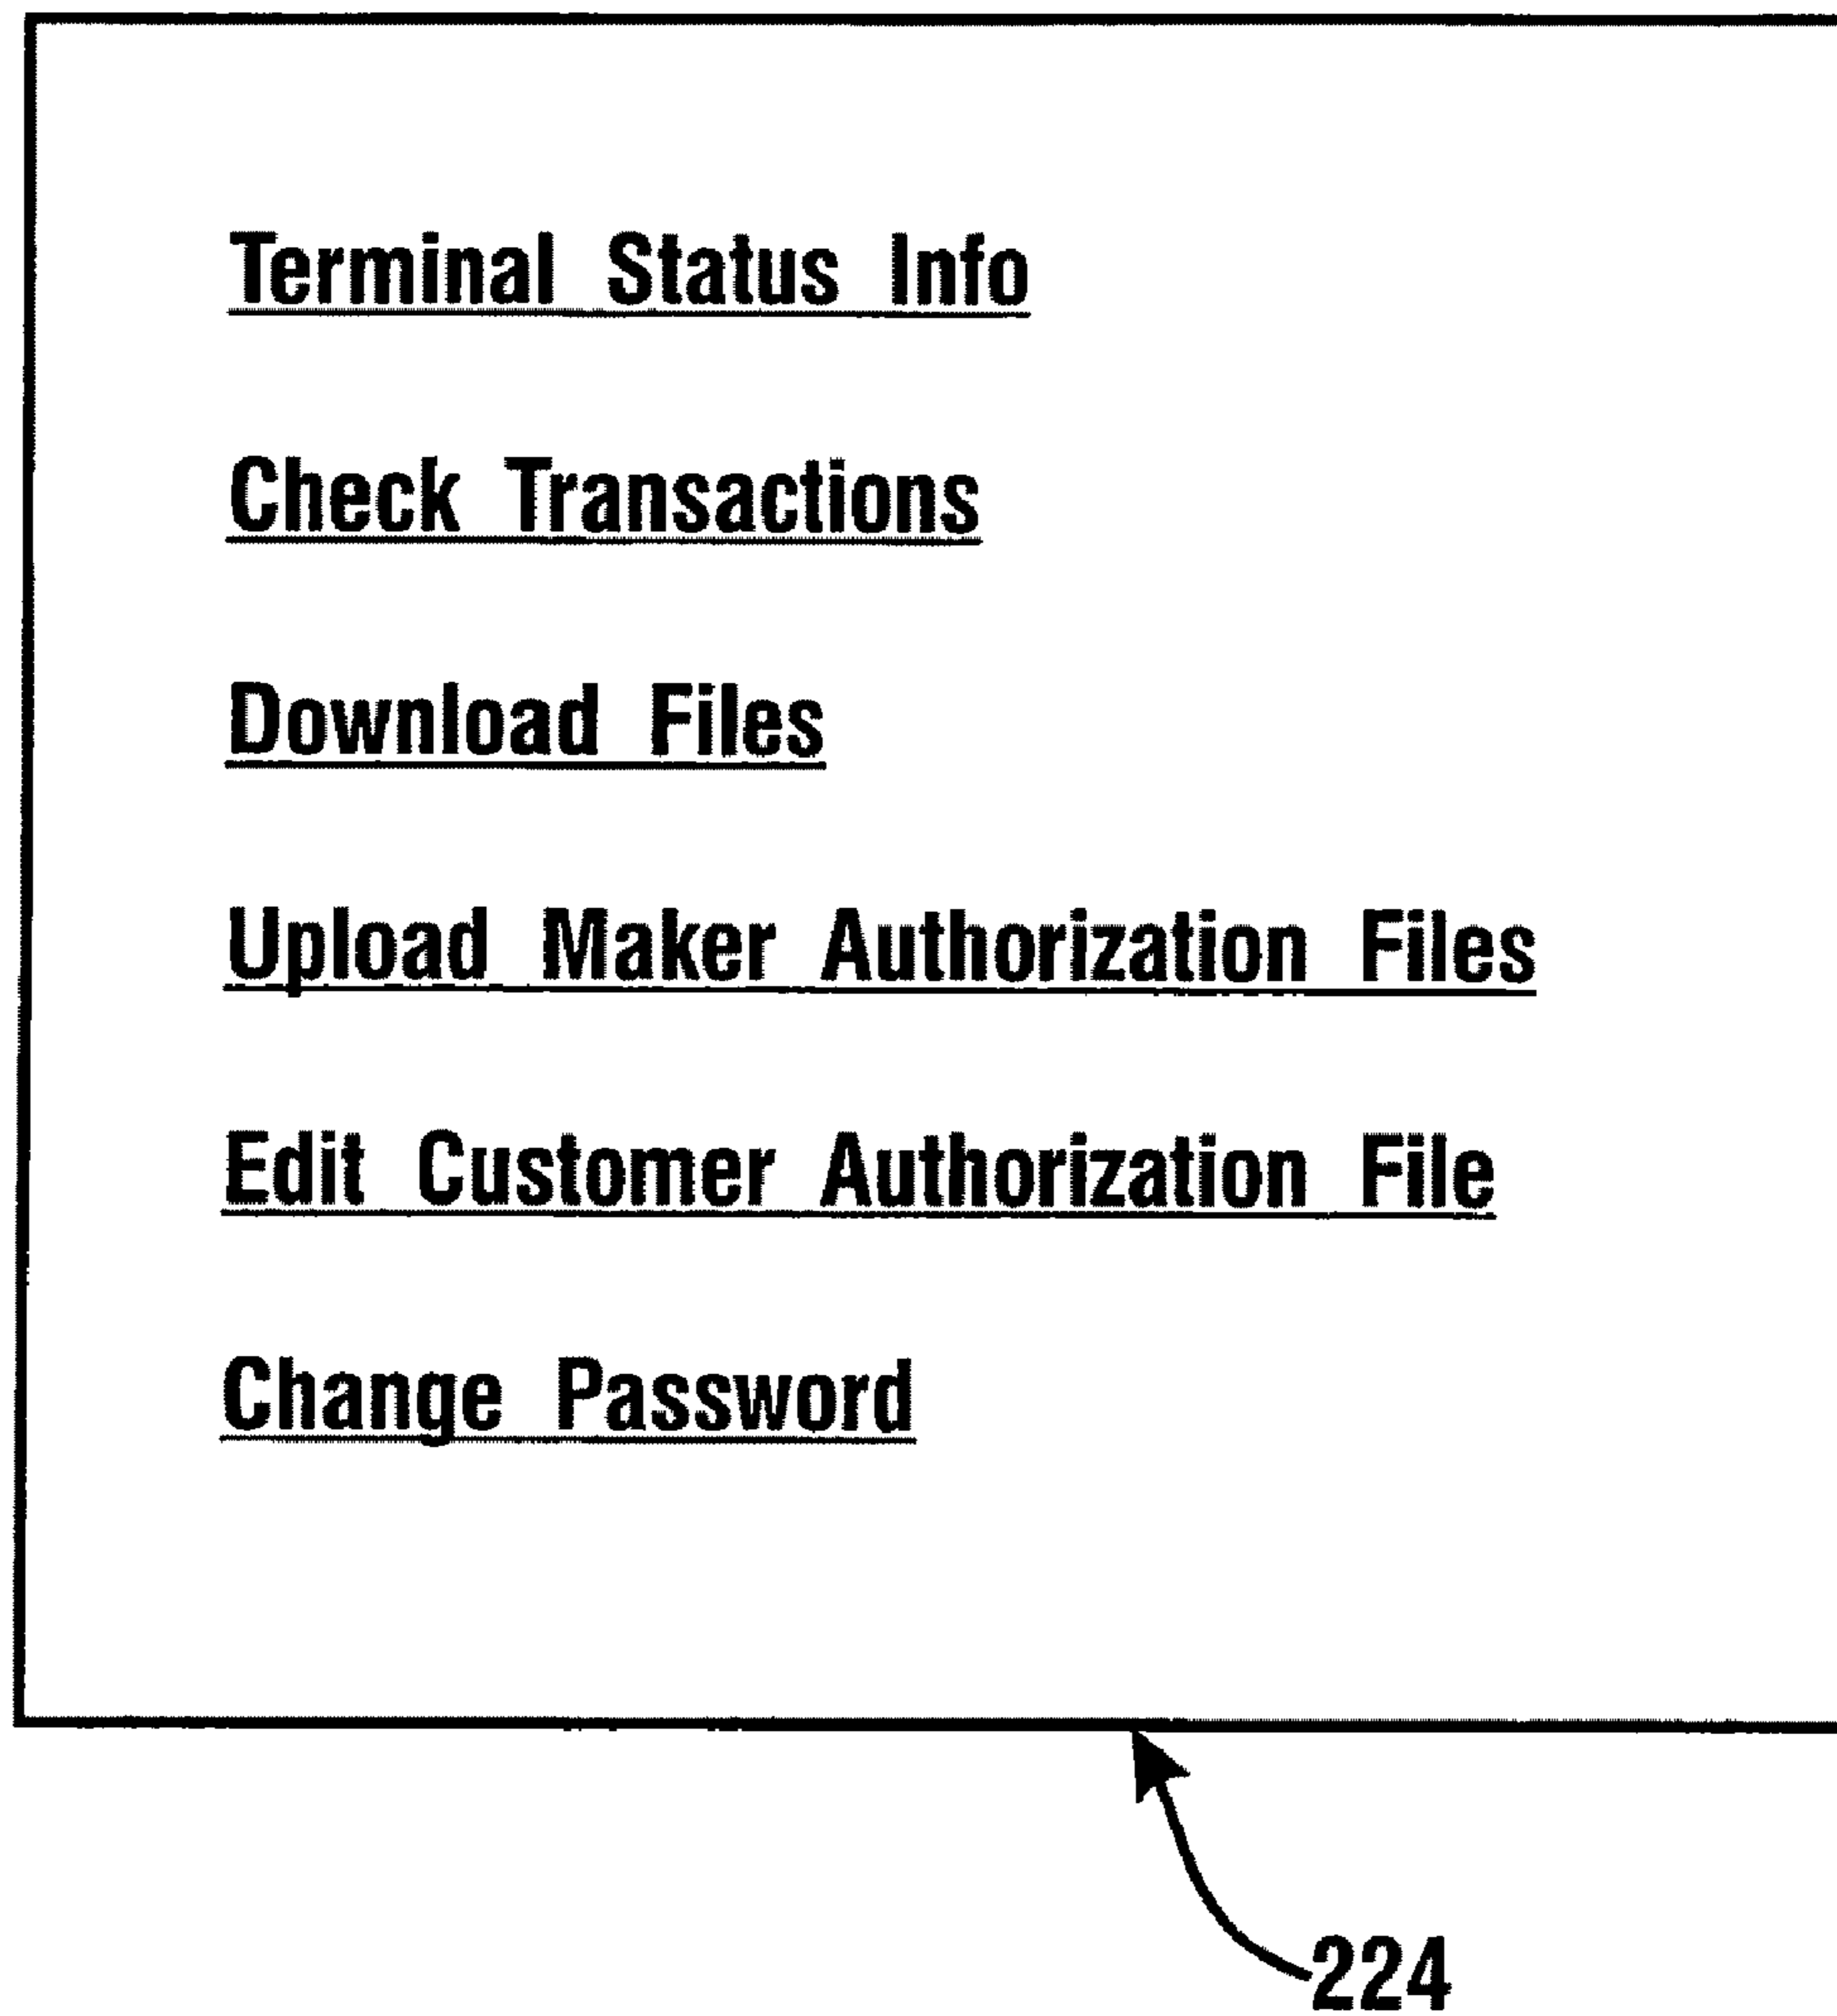 Terminal Status Info
Check Transactions
Download Files
Upload Maker Authorization Files
Edit Customer Authorization File
Change Password
224